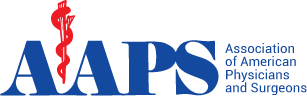 AAPS
Association
of American
Physicians
and Surgeons